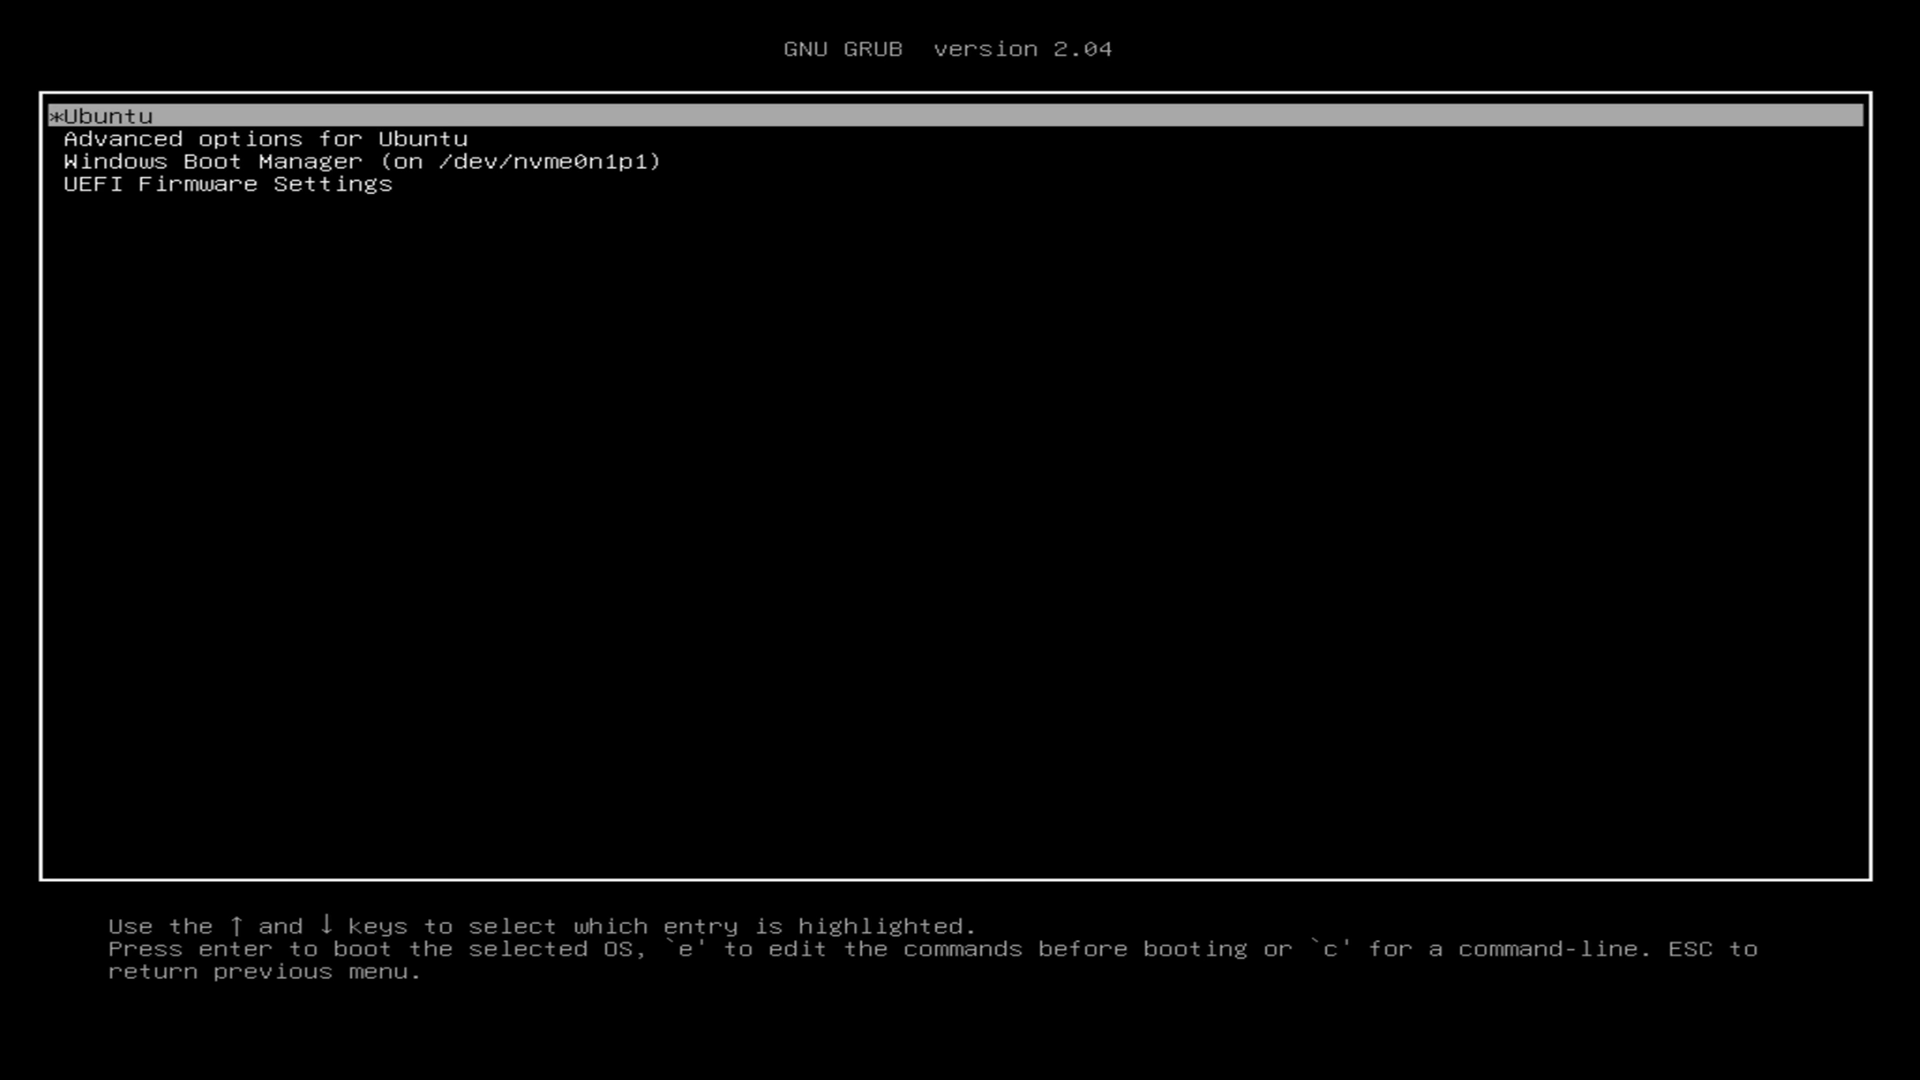 GNU GRUB  version 2.04
*Ubuntu
Advanced options for Ubuntu
Windows Boot Manager (on /dev/nvme0n1p1)
UEFI Firmware Settings
Use the ↑ and ↓ keys to select which entry is highlighted.
Press enter to boot the selected OS, `e' to edit the commands before booting or `c' for a command-line. ESC to
return previous menu.